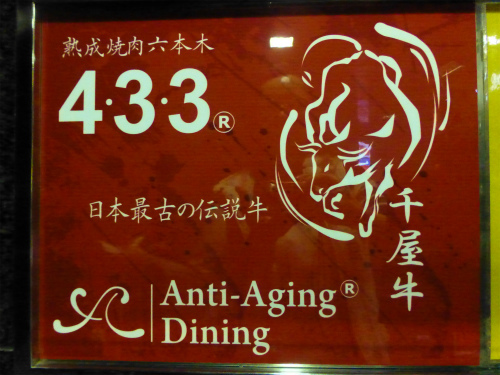 熟成焼肉六本木
4·3·3®
日本最古の伝説牛
千屋牛
Anti-Aging®
Dining